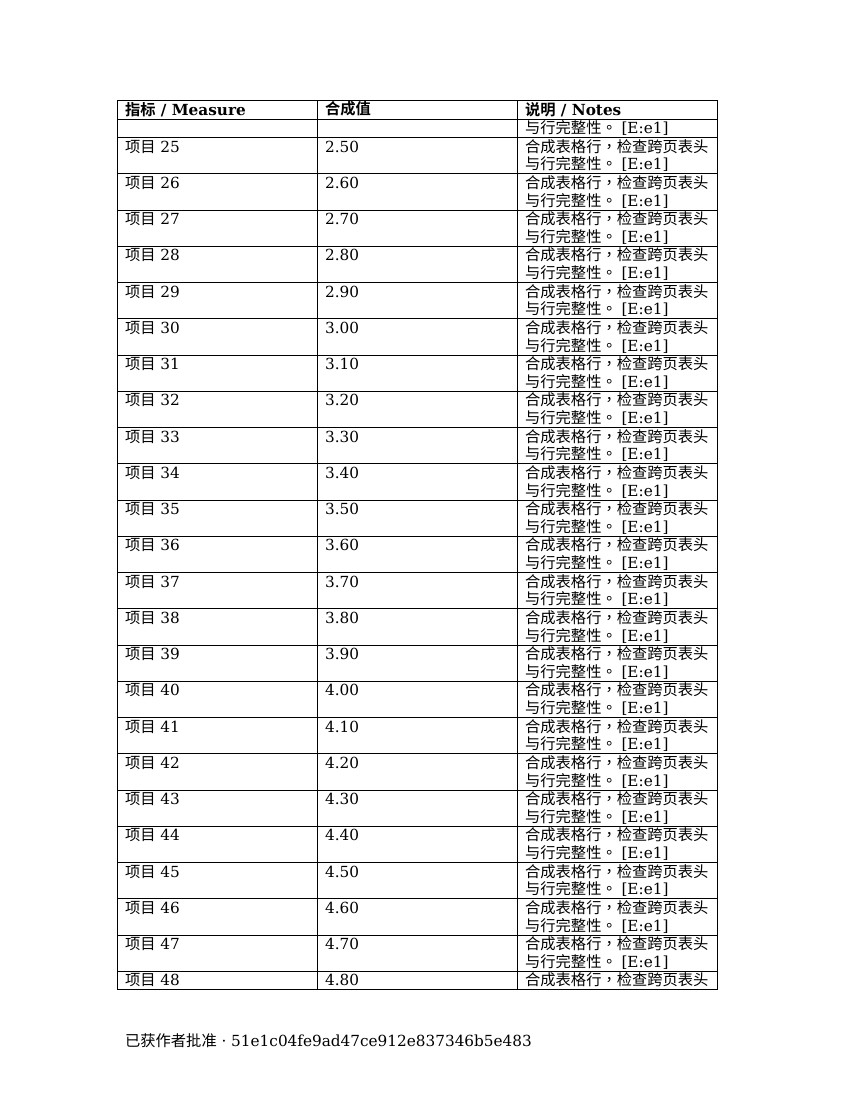 指标 / Measure 合成值 说明 / Notes
与行完整性。 [E:e1]
项目 25 2.50 合成表格行，检查跨页表头
与行完整性。 [E:e1]
项目 26 2.60 合成表格行，检查跨页表头
与行完整性。 [E:e1]
项目 27 2.70 合成表格行，检查跨页表头
与行完整性。 [E:e1]
项目 28 2.80 合成表格行，检查跨页表头
与行完整性。 [E:e1]
项目 29 2.90 合成表格行，检查跨页表头
与行完整性。 [E:e1]
项目 30 3.00 合成表格行，检查跨页表头
与行完整性。 [E:e1]
项目 31 3.10 合成表格行，检查跨页表头
与行完整性。 [E:e1]
项目 32 3.20 合成表格行，检查跨页表头
与行完整性。 [E:e1]
项目 33 3.30 合成表格行，检查跨页表头
与行完整性。 [E:e1]
项目 34 3.40 合成表格行，检查跨页表头
与行完整性。 [E:e1]
项目 35 3.50 合成表格行，检查跨页表头
与行完整性。 [E:e1]
项目 36 3.60 合成表格行，检查跨页表头
与行完整性。 [E:e1]
项目 37 3.70 合成表格行，检查跨页表头
与行完整性。 [E:e1]
项目 38 3.80 合成表格行，检查跨页表头
与行完整性。 [E:e1]
项目 39 3.90 合成表格行，检查跨页表头
与行完整性。 [E:e1]
项目 40 4.00 合成表格行，检查跨页表头
与行完整性。 [E:e1]
项目 41 4.10 合成表格行，检查跨页表头
与行完整性。 [E:e1]
项目 42 4.20 合成表格行，检查跨页表头
与行完整性。 [E:e1]
项目 43 4.30 合成表格行，检查跨页表头
与行完整性。 [E:e1]
项目 44 4.40 合成表格行，检查跨页表头
与行完整性。 [E:e1]
项目 45 4.50 合成表格行，检查跨页表头
与行完整性。 [E:e1]
项目 46 4.60 合成表格行，检查跨页表头
与行完整性。 [E:e1]
项目 47 4.70 合成表格行，检查跨页表头
与行完整性。 [E:e1]
项目 48 4.80 合成表格行，检查跨页表头
已获作者批准 · 51e1c04fe9ad47ce912e837346b5e483